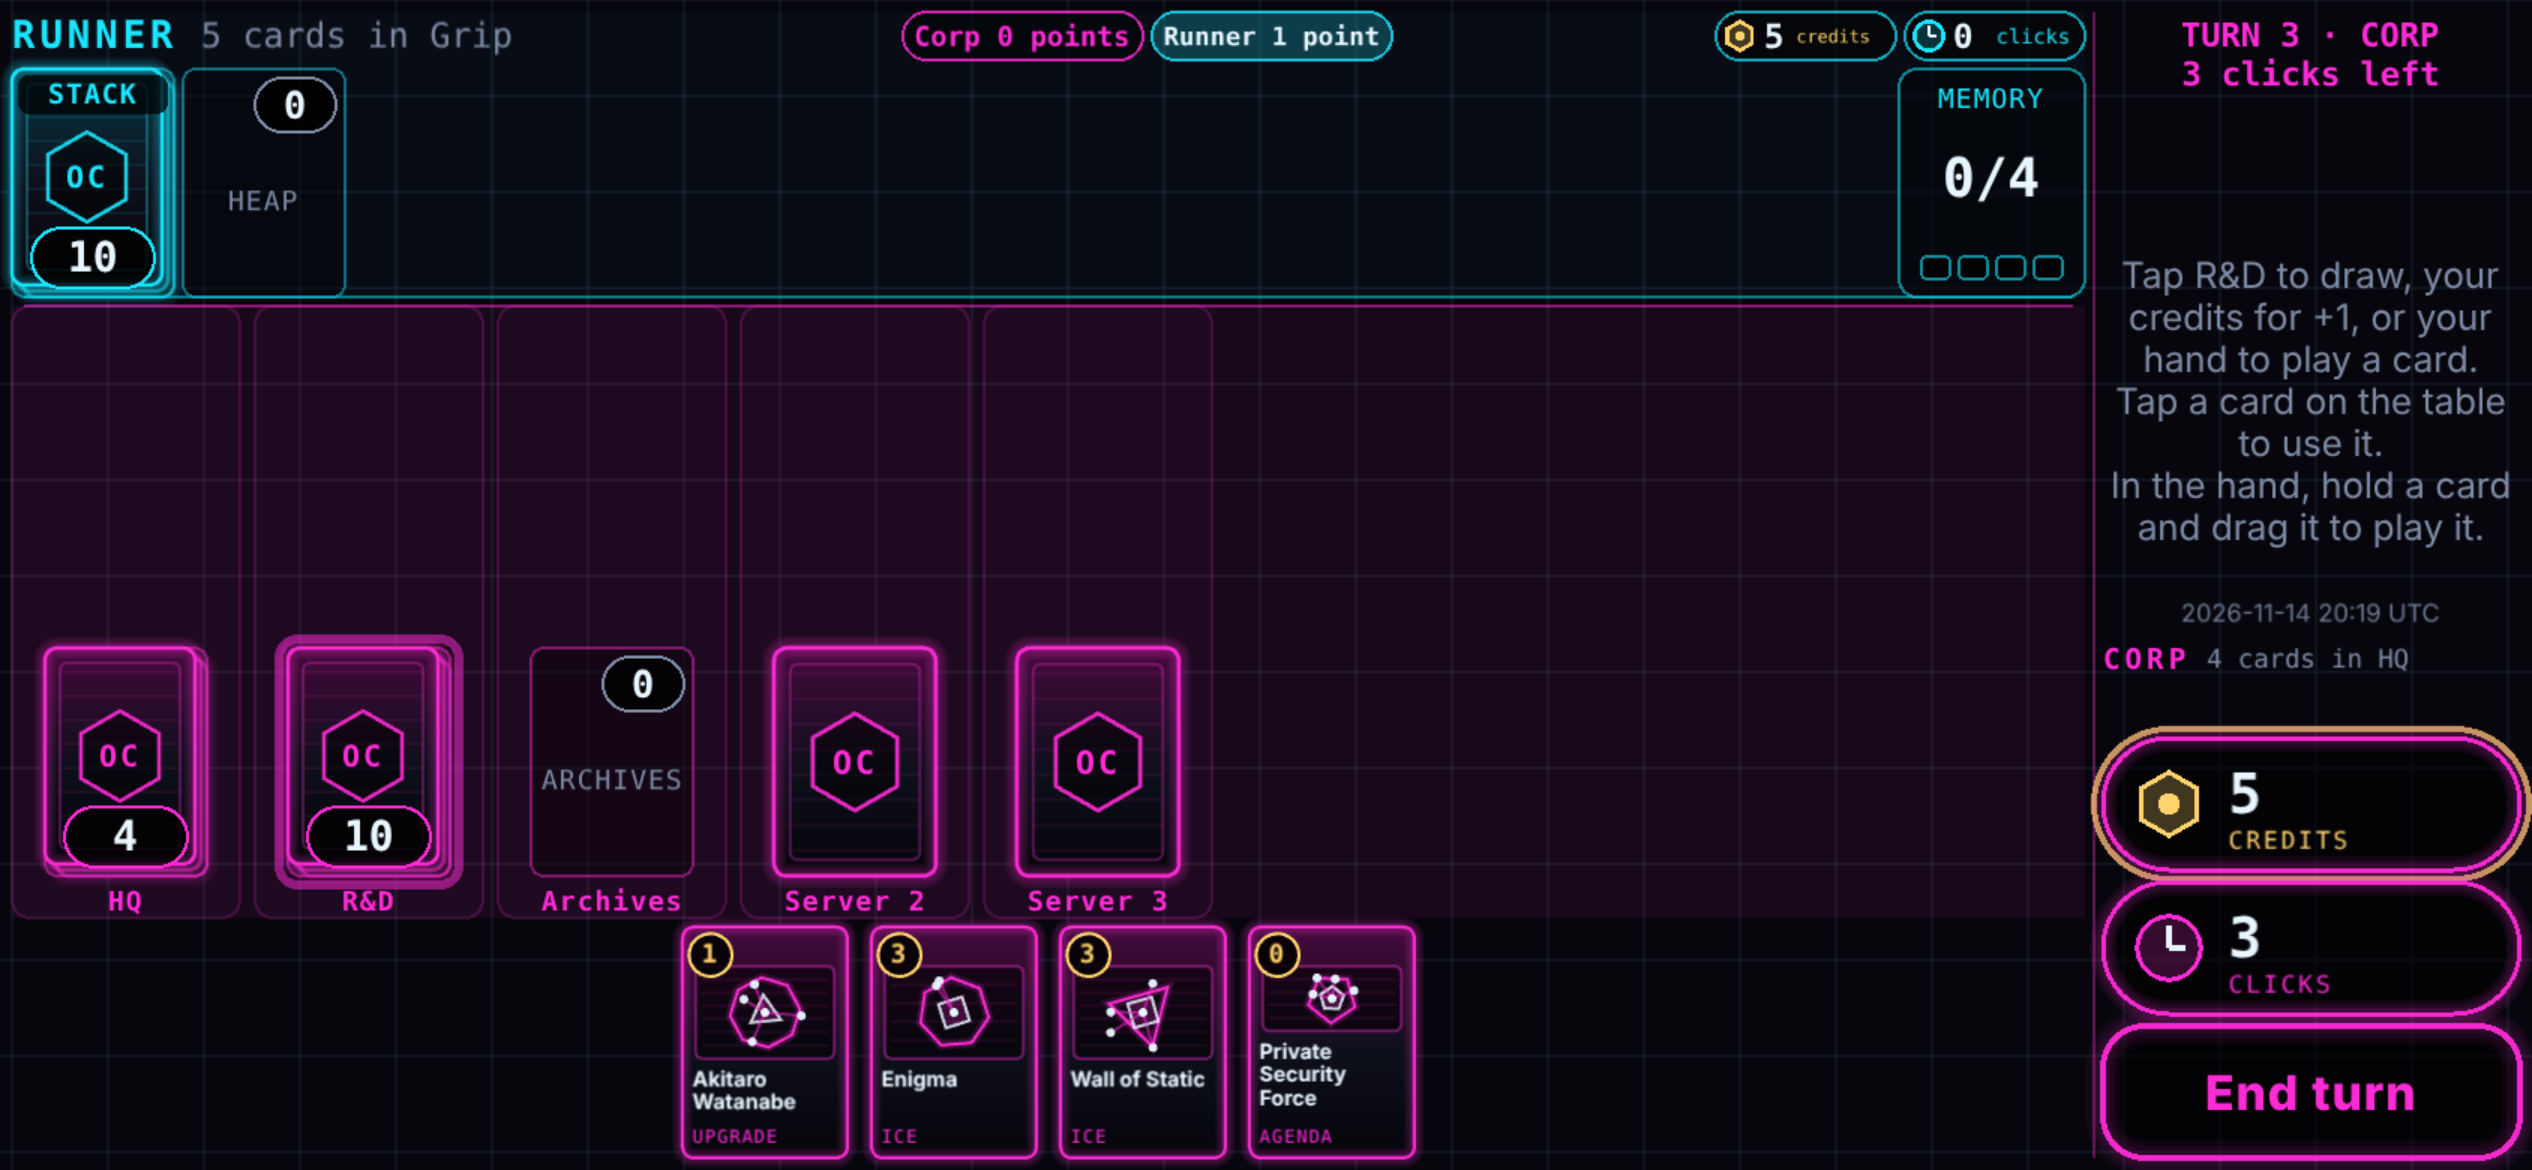 RUNNER 5 cards in Grip
Corp 0 points
Runner 1 point
5 credits
0 clicks
TURN 3 · CORP
3 clicks left
STACK
OC
10
0
HEAP
MEMORY
0/4
Tap R&D to draw, your
credits for +1, or your
hand to play a card.
Tap a card on the table
to use it.
In the hand, hold a card
and drag it to play it.
2026-11-14 20:19 UTC
CORP 4 cards in HQ
OC
4
HQ
OC
10
R&D
0
ARCHIVES
Archives
OC
Server 2
OC
Server 3
5
CREDITS
3
CLICKS
End turn
1
Akitaro
Watanabe
UPGRADE
3
Enigma
ICE
3
Wall of Static
ICE
0
Private
Security
Force
AGENDA